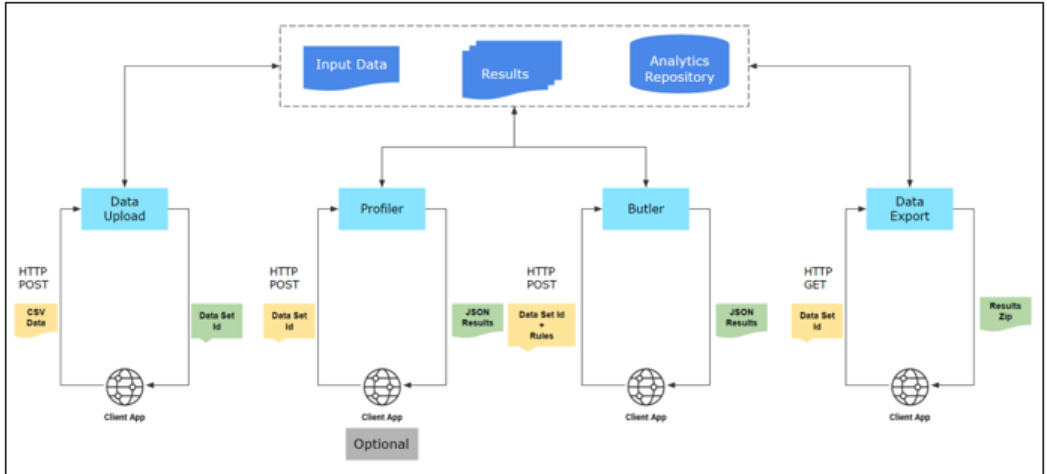 Input Data
Results
Analytics
Repository
Data
Upload
Profiler
Butler
Data
Export
HTTP
POST
CSV
Data
Data Set
Id
HTTP
POST
Data Set
Id
JSON
Results
HTTP
POST
Data Set Id
+
Rules
JSON
Results
HTTP
GET
Data Set
Id
Results
Zip
Client App
Client App
Client App
Client App
Optional